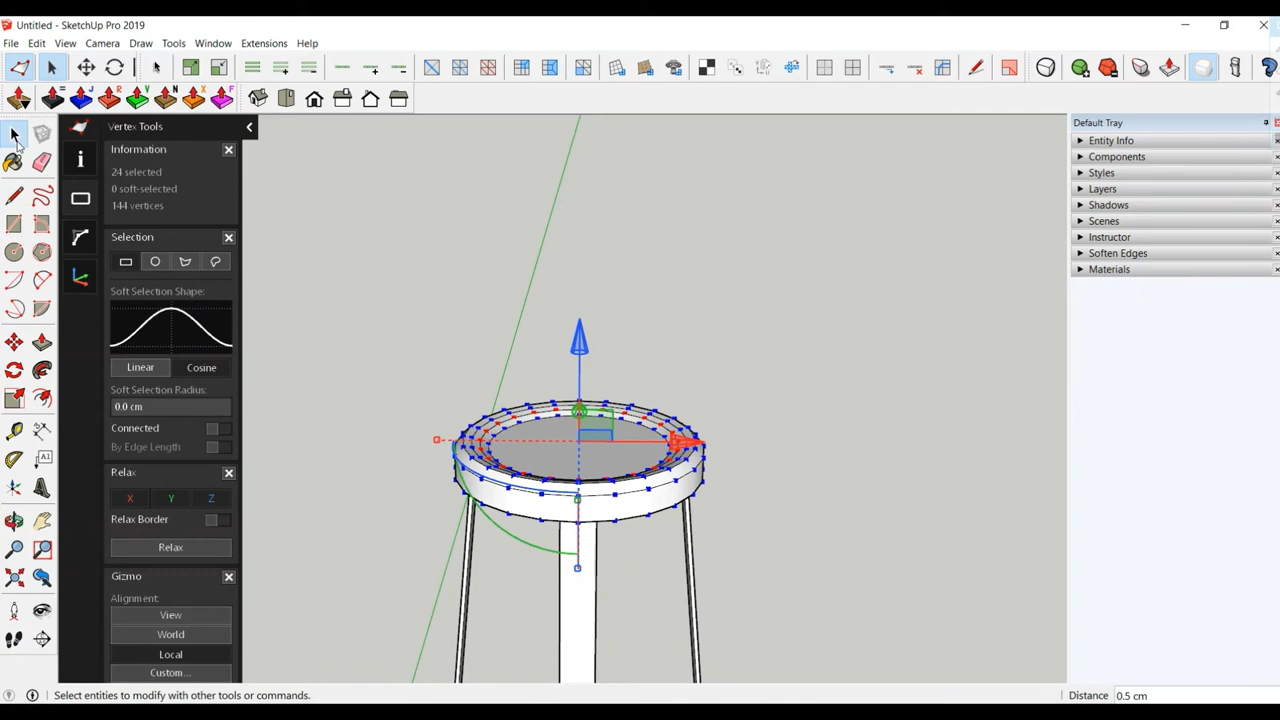 Untitled - SketchUp Pro 2019
File Edit View Camera Draw Tools Window Extensions Help
= J R V N X F
Vertex Tools
Information
24 selected
0 soft-selected
144 vertices
Selection
Soft Selection Shape:
Linear Cosine
Soft Selection Radius:
0.0 cm
Connected
By Edge Length
Relax
X Y Z
Relax Border
Relax
Gizmo
Alignment:
View
World
Local
Custom...
A1
Default Tray
Entity Info
Components
Styles
Layers
Shadows
Scenes
Instructor
Soften Edges
Materials
Select entities to modify with other tools or commands.
Distance 0.5 cm